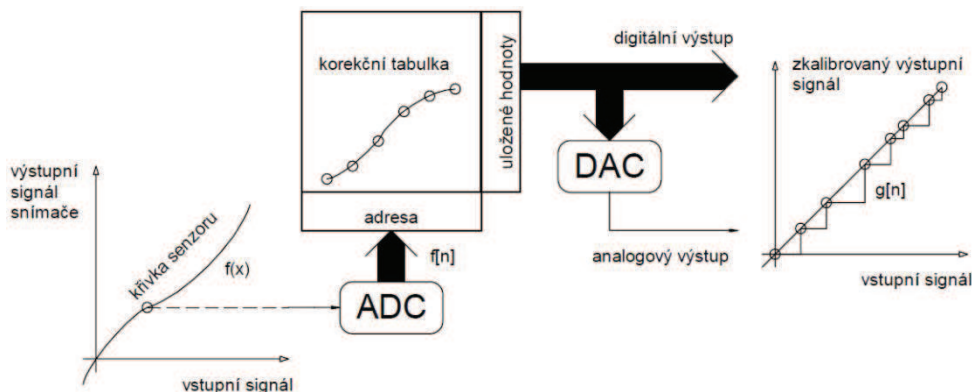 výstupní
signál
snímače
křivka senzoru
f(x)
vstupní signál
korekční tabulka
uložené hodnoty
adresa
f[n]
ADC
digitální výstup
DAC
analogový výstup
zkalibrovaný výstupní
signál
g[n]
vstupní signál